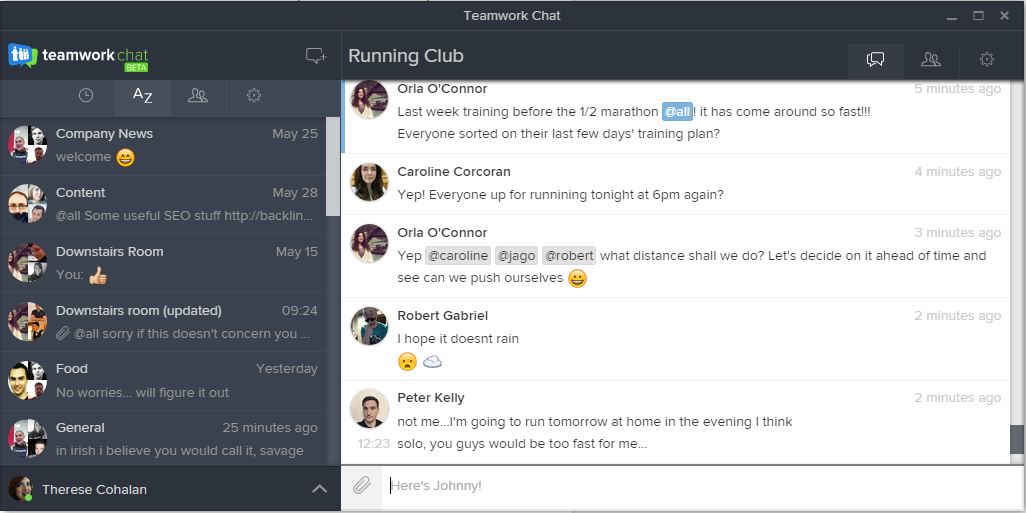 Teamwork Chat
teamwork chat
BETA
Running Club
AZ
Company News May 25
welcome
Content May 28
@all Some useful SEO stuff http://backlin...
Downstairs Room May 15
You:
Downstairs room (updated) 09:24
@all sorry if this doesn't concern you ...
Food Yesterday
No worries... will figure it out
General 25 minutes ago
in irish i believe you would call it, savage
Therese Cohalan
Orla O'Connor 5 minutes ago
Last week training before the 1/2 marathon @all! it has come around so fast!!!
Everyone sorted on their last few days' training plan?
Caroline Corcoran 4 minutes ago
Yep! Everyone up for runnining tonight at 6pm again?
Orla O'Connor 3 minutes ago
Yep @caroline @jago @robert what distance shall we do? Let's decide on it ahead of time and
see can we push ourselves
Robert Gabriel 2 minutes ago
I hope it doesnt rain
Peter Kelly 2 minutes ago
not me...I'm going to run tomorrow at home in the evening I think
12:23 solo, you guys would be too fast for me...
Here's Johnny!